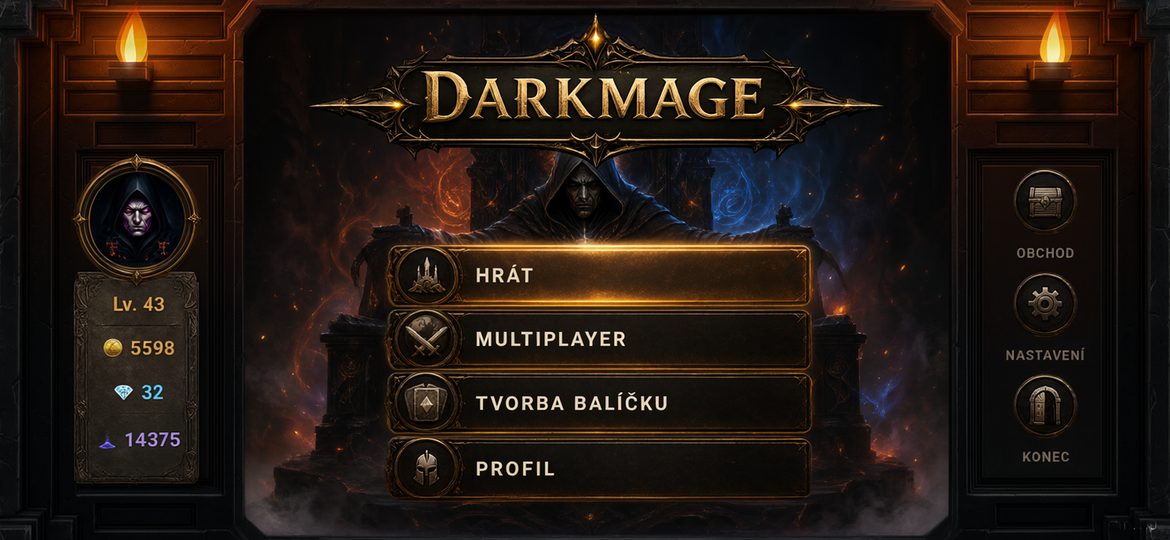 DARKMAGE
Lv. 43
5598
32
14375
HRÁT
MULTIPLAYER
TVORBA BALÍČKU
PROFIL
OBCHOD
NASTAVENÍ
KONEC